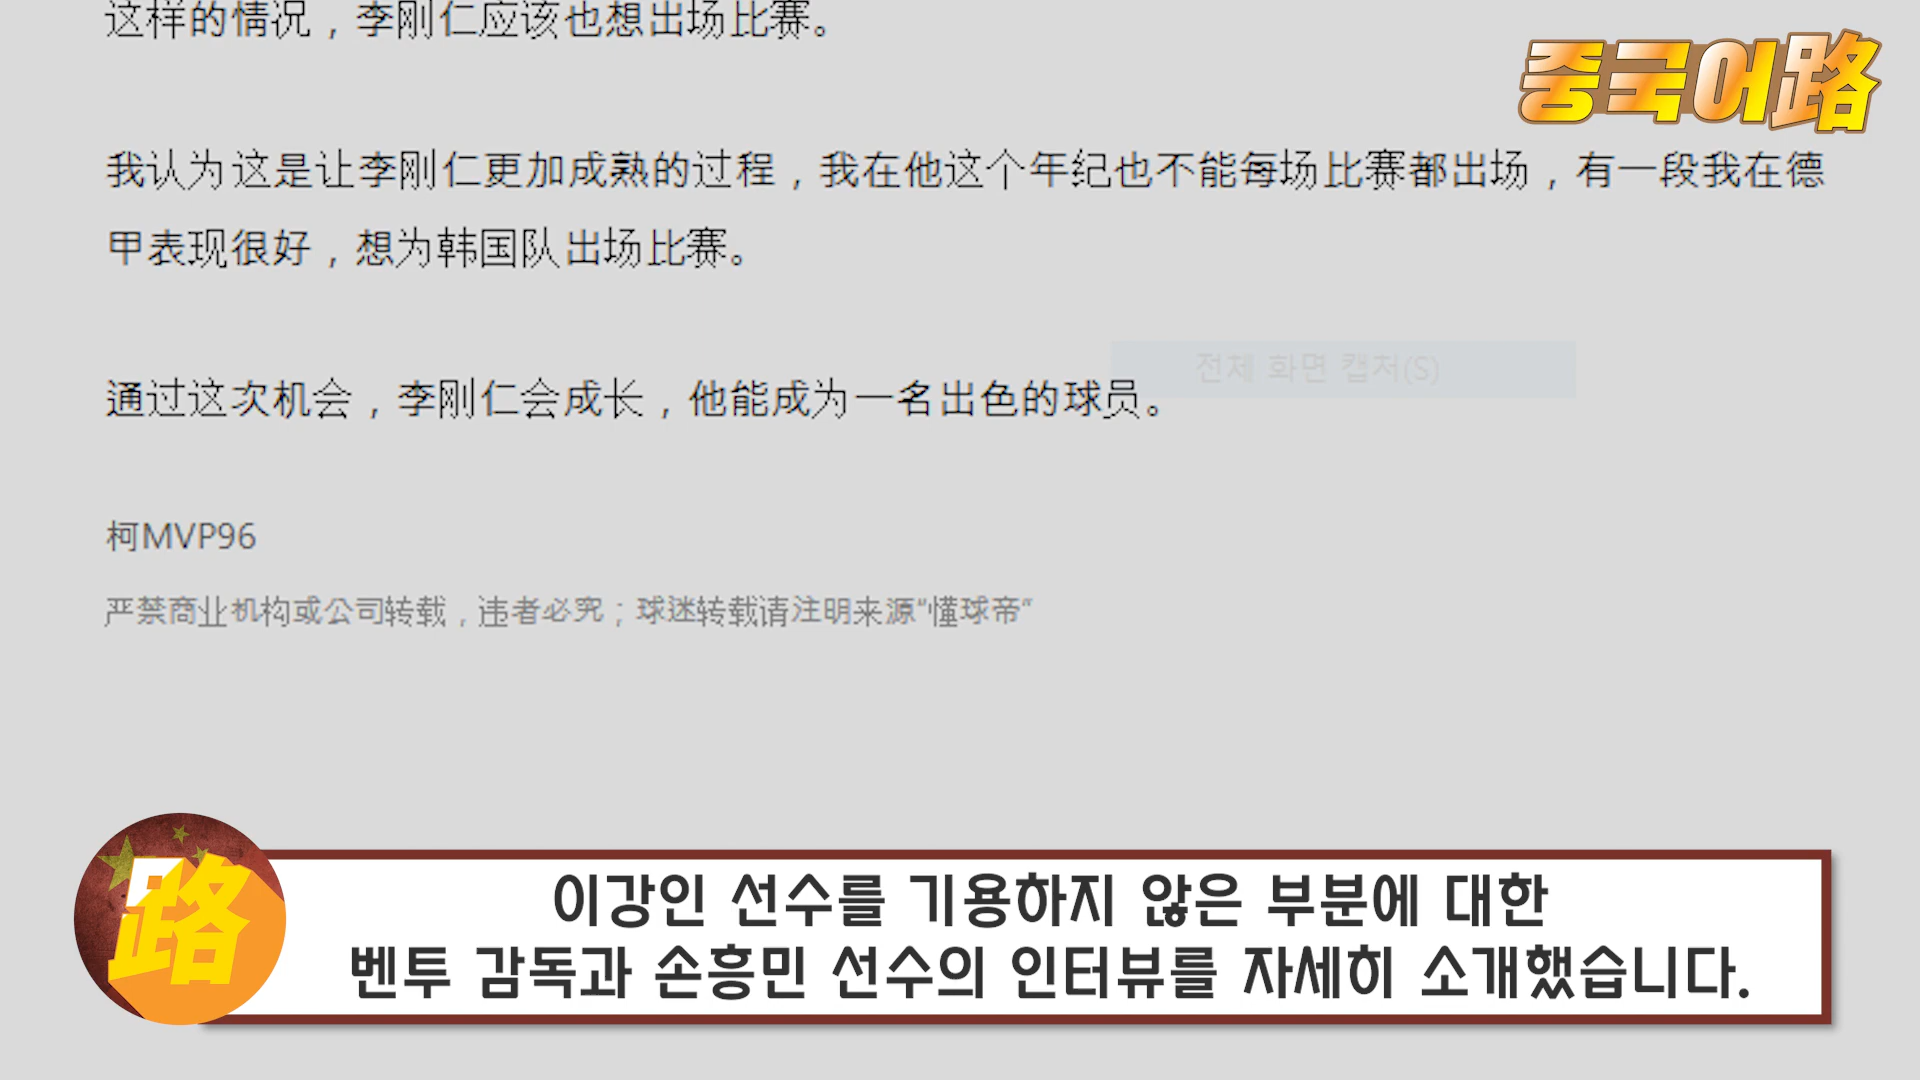 这样的情况，李刚仁应该也想出场比赛。
중국어路
我认为这是让李刚仁更加成熟的过程，我在他这个年纪也不能每场比赛都出场，有一段我在德
甲表现很好，想为韩国队出场比赛。
전체 화면 캡처(S)
通过这次机会，李刚仁会成长，他能成为一名出色的球员。
柯MVP96
严禁商业机构或公司转载，违者必究；球迷转载请注明来源“懂球帝”
路
이강인 선수를 기용하지 않은 부분에 대한
벤투 감독과 손흥민 선수의 인터뷰를 자세히 소개했습니다.